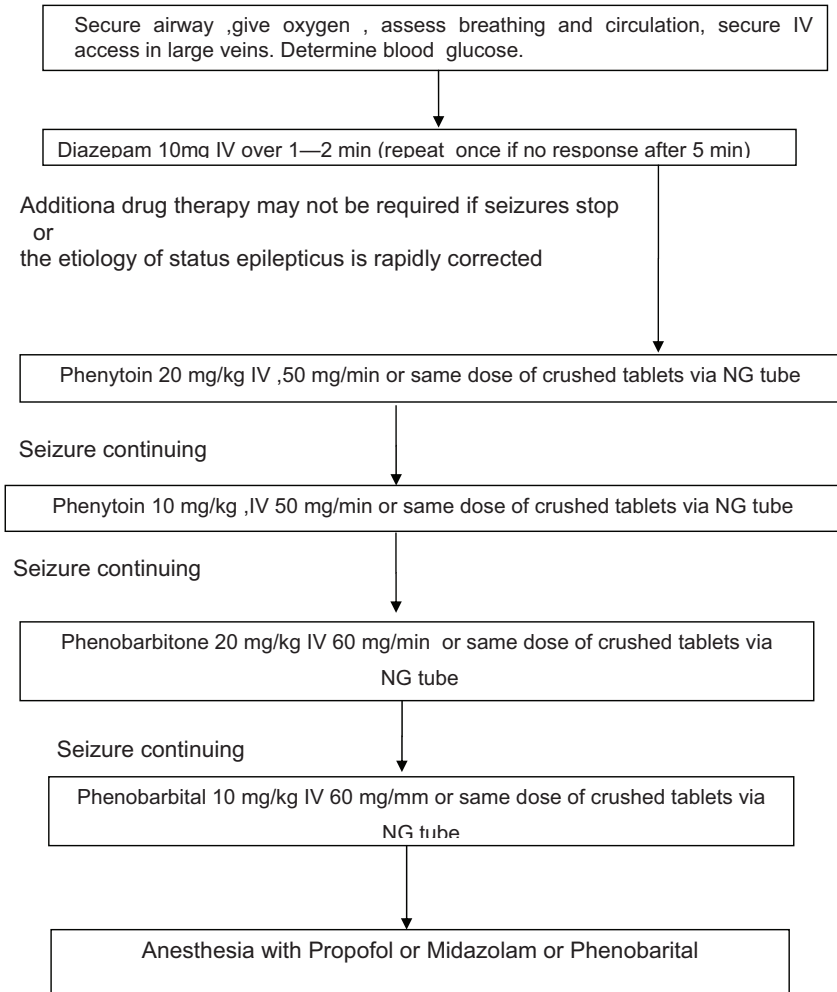 Secure airway ,give oxygen , assess breathing and circulation, secure IV
access in large veins. Determine blood glucose.
Diazepam 10mg IV over 1—2 min (repeat once if no response after 5 min)
Additiona drug therapy may not be required if seizures stop
or
the etiology of status epilepticus is rapidly corrected
Phenytoin 20 mg/kg IV ,50 mg/min or same dose of crushed tablets via NG tube
Seizure continuing
Phenytoin 10 mg/kg ,IV 50 mg/min or same dose of crushed tablets via NG tube
Seizure continuing
Phenobarbitone 20 mg/kg IV 60 mg/min or same dose of crushed tablets via
NG tube
Seizure continuing
Phenobarbital 10 mg/kg IV 60 mg/mm or same dose of crushed tablets via
NG tube
Anesthesia with Propofol or Midazolam or Phenobarital